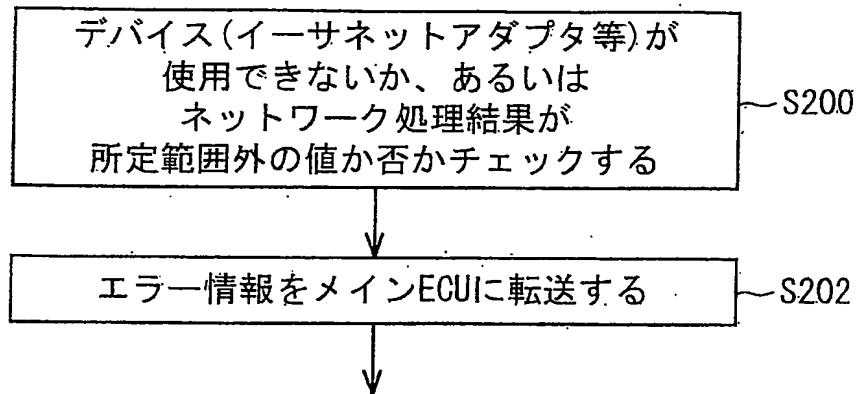 デバイス(イーサネットアダプタ等)が
使用できないか、あるいは
ネットワーク処理結果が
所定範囲外の値か否かチェックする
S200
エラー情報をメインECUに転送する
S202